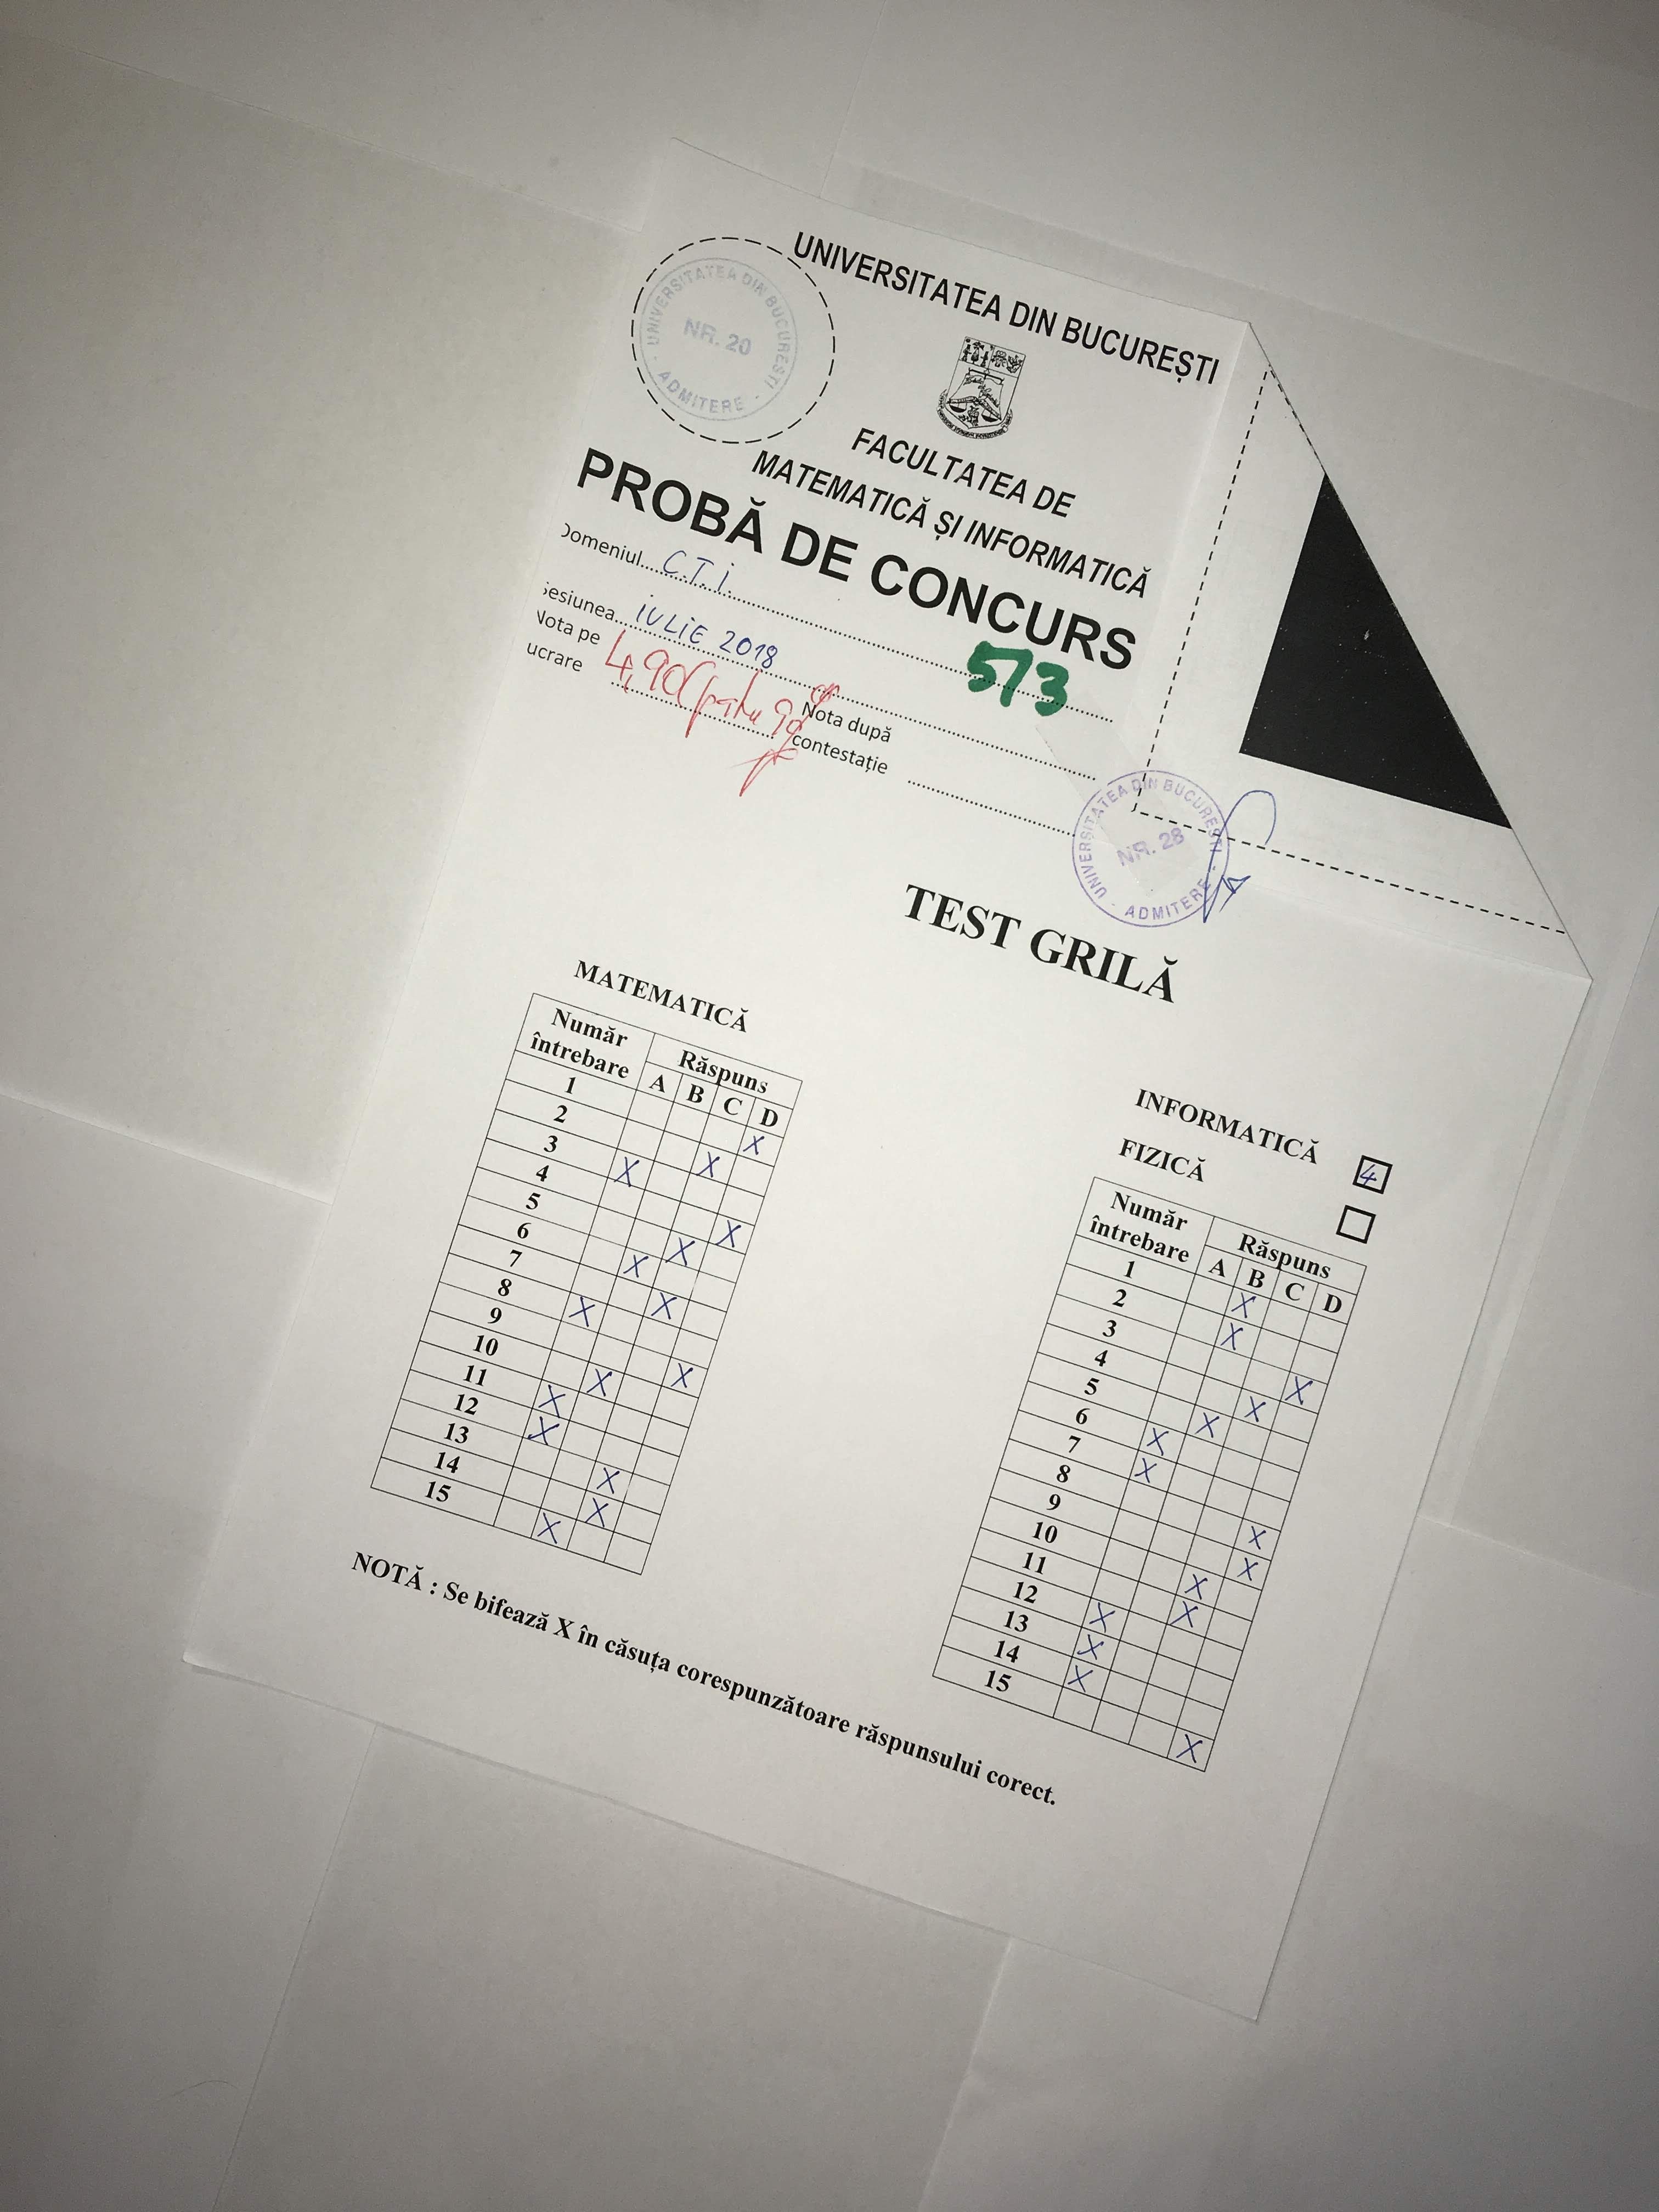 UNIVERSITATEA DIN BUCUREȘTI
UNIVERSITATEA DIN BUCUREȘTI
NR. 20
- ADMITERE -
FACULTATEA DE
MATEMATICĂ ȘI INFORMATICĂ
PROBĂ DE CONCURS
Domeniul C.T.i.
573
Sesiunea IULIE 2018
Nota pe
lucrare
4,90
Nota după
contestație
UNIVERSITATEA DIN BUCUREȘTI
NR. 28
- ADMITERE -
TEST GRILĂ
MATEMATICĂ
Număr
întrebare
Răspuns
A B C D
1 X
2 X
3 X
4 X
5 X
6 X
7 X
8 X
9 X
10 X
11 X
12 X
13 X
14 X
15 X
INFORMATICĂ 4
FIZICĂ
Număr
întrebare
Răspuns
A B C D
1 X
2 X
3 X
4 X
5 X
6 X
7 X
8 X
9 X
10 X
11 X
12 X
13 X
14 X
15 X
NOTĂ : Se bifează X în căsuța corespunzătoare răspunsului corect.